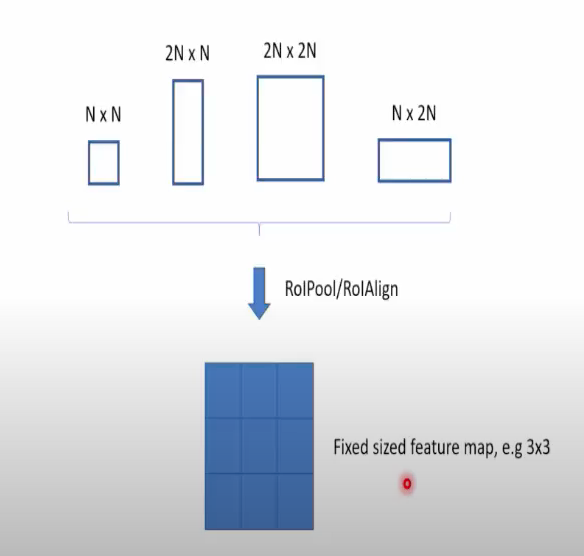 N x N
2N x N
2N x 2N
N x 2N
RoIPool/RoIAlign
Fixed sized feature map, e.g 3x3